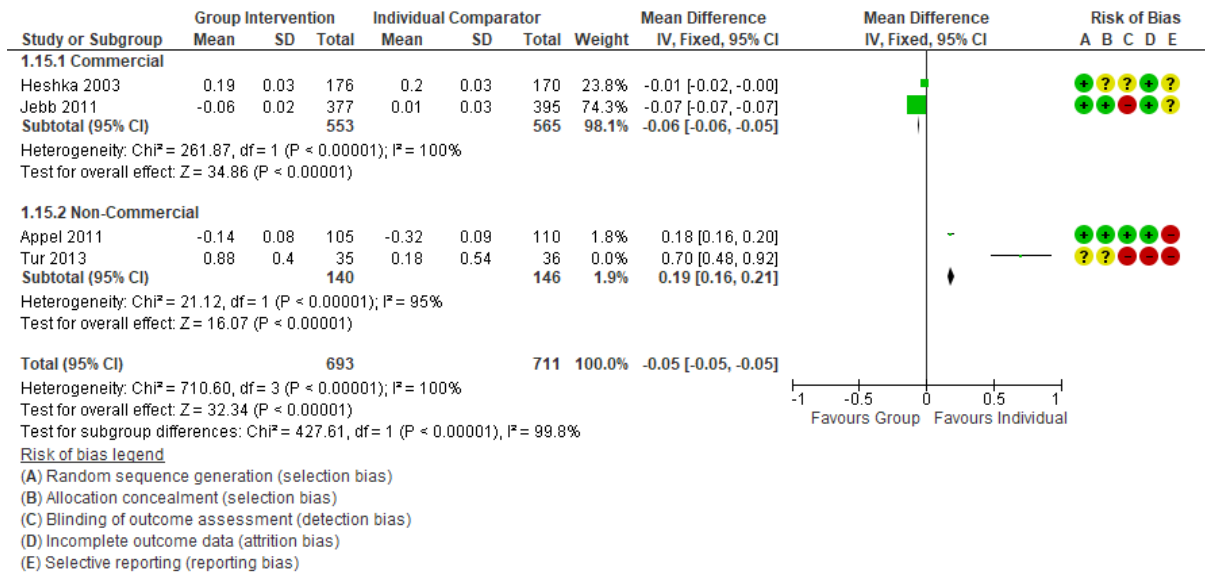 Group Intervention Individual Comparator Mean Difference Mean Difference Risk of Bias
Study or Subgroup Mean SD Total Mean SD Total Weight IV, Fixed, 95% CI IV, Fixed, 95% CI A B C D E
1.15.1 Commercial
Heshka 2003 0.19 0.03 176 0.2 0.03 170 23.8% -0.01 [-0.02, -0.00] + ? ? + ?
Jebb 2011 -0.06 0.02 377 0.01 0.03 395 74.3% -0.07 [-0.07, -0.07] + + - + ?
Subtotal (95% CI) 553 565 98.1% -0.06 [-0.06, -0.05]
Heterogeneity: Chi² = 261.87, df = 1 (P < 0.00001); I² = 100%
Test for overall effect: Z = 34.86 (P < 0.00001)
1.15.2 Non-Commercial
Appel 2011 -0.14 0.08 105 -0.32 0.09 110 1.8% 0.18 [0.16, 0.20] + + + + -
Tur 2013 0.88 0.4 35 0.18 0.54 36 0.0% 0.70 [0.48, 0.92] ? ? - - -
Subtotal (95% CI) 140 146 1.9% 0.19 [0.16, 0.21]
Heterogeneity: Chi² = 21.12, df = 1 (P < 0.00001); I² = 95%
Test for overall effect: Z = 16.07 (P < 0.00001)
Total (95% CI) 693 711 100.0% -0.05 [-0.05, -0.05]
Heterogeneity: Chi² = 710.60, df = 3 (P < 0.00001); I² = 100%
Test for overall effect: Z = 32.34 (P < 0.00001)
Test for subgroup differences: Chi² = 427.61, df = 1 (P < 0.00001), I² = 99.8%
-1 -0.5 0 0.5 1
Favours Group Favours Individual
Risk of bias legend
(A) Random sequence generation (selection bias)
(B) Allocation concealment (selection bias)
(C) Blinding of outcome assessment (detection bias)
(D) Incomplete outcome data (attrition bias)
(E) Selective reporting (reporting bias)